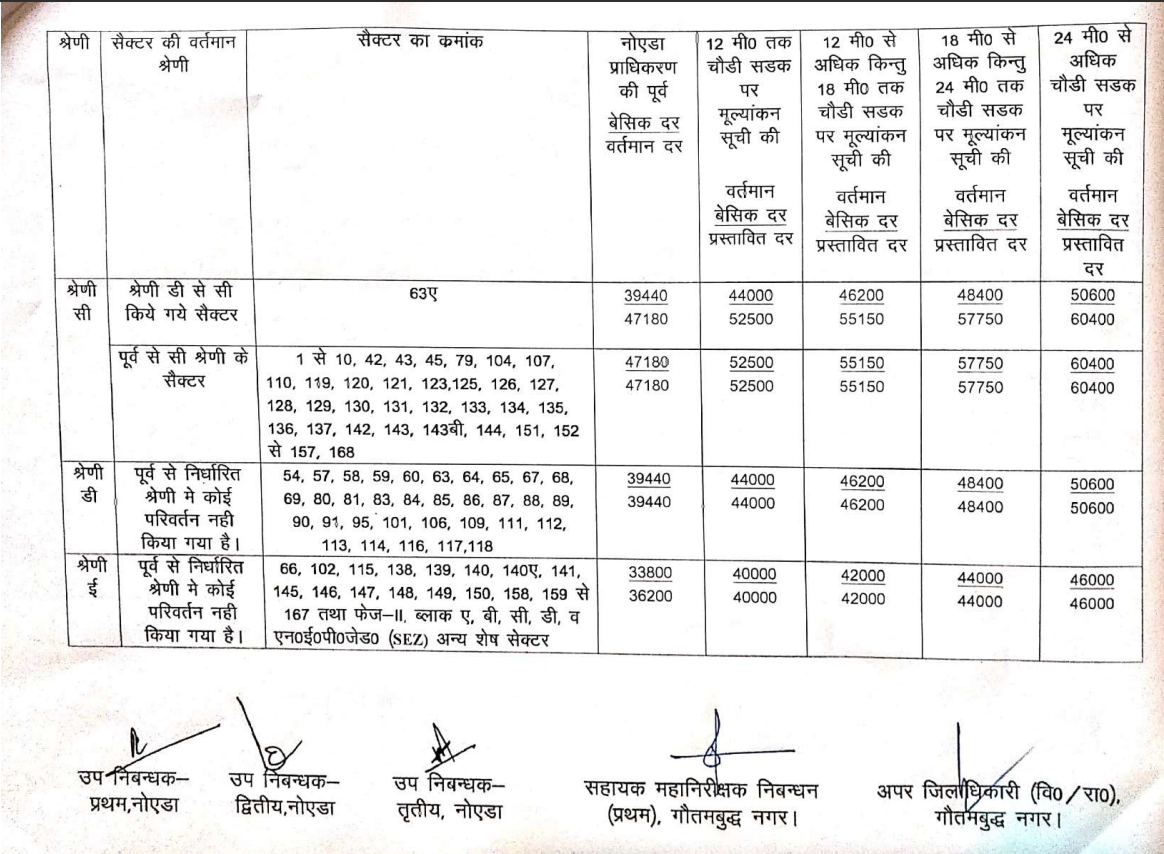 श्रेणी
सैक्टर की वर्तमान
श्रेणी
सैक्टर का कमांक
नोएडा
प्राधिकरण
की पूर्व
बेसिक दर
वर्तमान दर
12 मी0 तक
चौडी सडक
पर
मूल्यांकन
सूची की
वर्तमान
बेसिक दर
प्रस्तावित दर
12 मी0 से
अधिक किन्तु
18 मी0 तक
चौडी सडक
पर मूल्यांकन
सूची की
वर्तमान
बेसिक दर
प्रस्तावित दर
18 मी0 से
अधिक किन्तु
24 मी0 तक
चौडी सडक
पर मूल्यांकन
सूची की
वर्तमान
बेसिक दर
प्रस्तावित दर
24 मी0 से
अधिक
चौडी सडक
पर
मूल्यांकन
सूची की
वर्तमान
बेसिक दर
प्रस्तावित
दर
श्रेणी
सी
श्रेणी डी से सी
किये गये सैक्टर
63ए
39440
47180
44000
52500
46200
55150
48400
57750
50600
60400
पूर्व से सी श्रेणी के
सैक्टर
1 से 10, 42, 43, 45, 79, 104, 107,
110, 119, 120, 121, 123,125, 126, 127,
128, 129, 130, 131, 132, 133, 134, 135,
136, 137, 142, 143, 143बी, 144, 151, 152
से 157, 168
47180
47180
52500
52500
55150
55150
57750
57750
60400
60400
श्रेणी
डी
पूर्व से निर्धारित
श्रेणी मे कोई
परिवर्तन नही
किया गया है।
54, 57, 58, 59, 60, 63, 64, 65, 67, 68,
69, 80, 81, 83, 84, 85, 86, 87, 88, 89,
90, 91, 95, 101, 106, 109, 111, 112,
113, 114, 116, 117,118
39440
39440
44000
44000
46200
46200
48400
48400
50600
50600
श्रेणी
ई
पूर्व से निर्धारित
श्रेणी मे कोई
परिवर्तन नही
किया गया है।
66, 102, 115, 138, 139, 140, 140ए, 141,
145, 146, 147, 148, 149, 150, 158, 159 से
167 तथा फेज–II, ब्लाक ए, बी, सी, डी, व
एन0ई0पी0जेड0 (SEZ) अन्य शेष सेक्टर
33800
36200
40000
40000
42000
42000
44000
44000
46000
46000
उप निबन्धक–
प्रथम,नोएडा
उप निबन्धक–
द्वितीय,नोएडा
उप निबन्धक–
तृतीय, नोएडा
सहायक महानिरीक्षक निबन्धन
(प्रथम), गौतमबुद्ध नगर।
अपर जिलाधिकारी (वि0/रा0),
गौतमबुद्ध नगर।